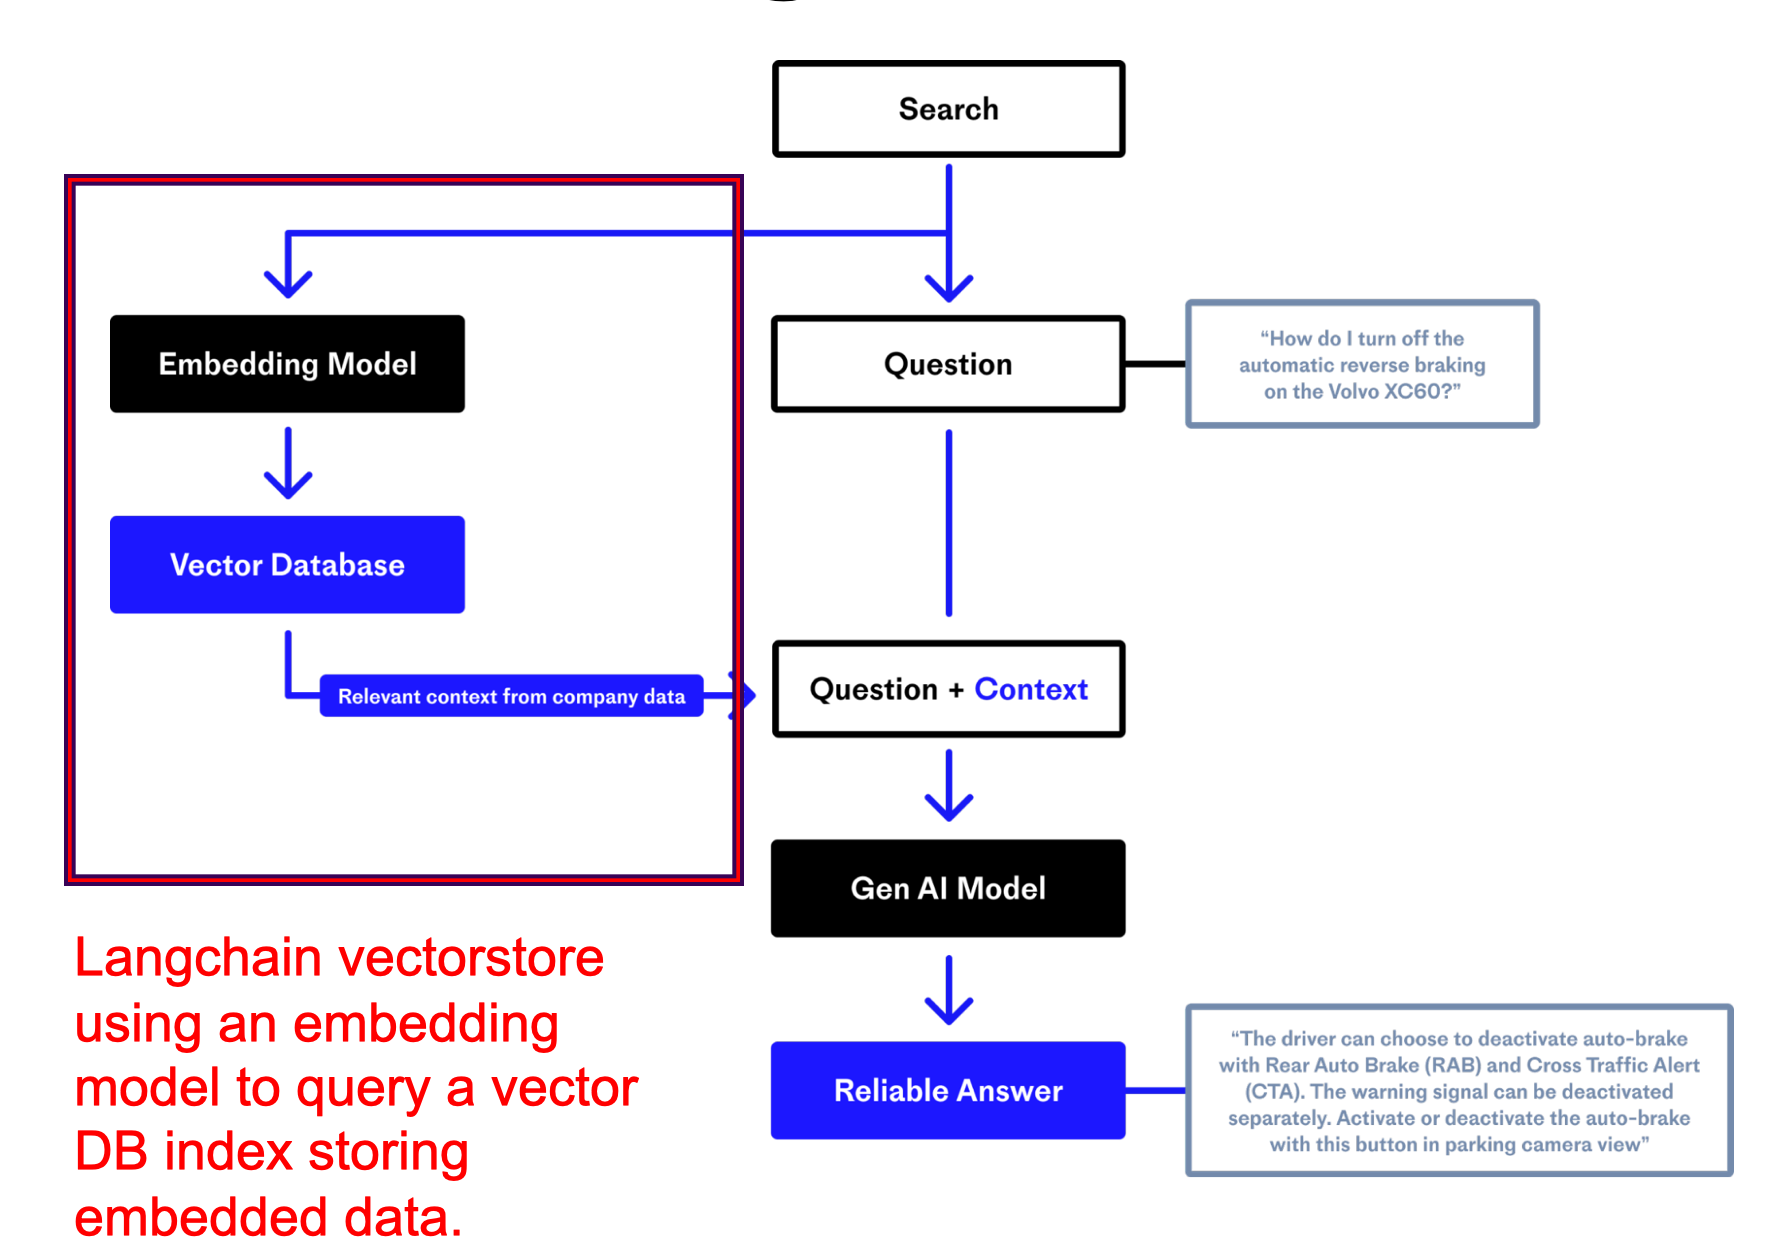 Search
Embedding Model
Question
“How do I turn off the
automatic reverse braking
on the Volvo XC60?”
Vector Database
Relevant context from company data
Question + Context
Gen AI Model
Langchain vectorstore
using an embedding
model to query a vector
DB index storing
embedded data.
Reliable Answer
“The driver can choose to deactivate auto-brake
with Rear Auto Brake (RAB) and Cross Traffic Alert
(CTA). The warning signal can be deactivated
separately. Activate or deactivate the auto-brake
with this button in parking camera view”